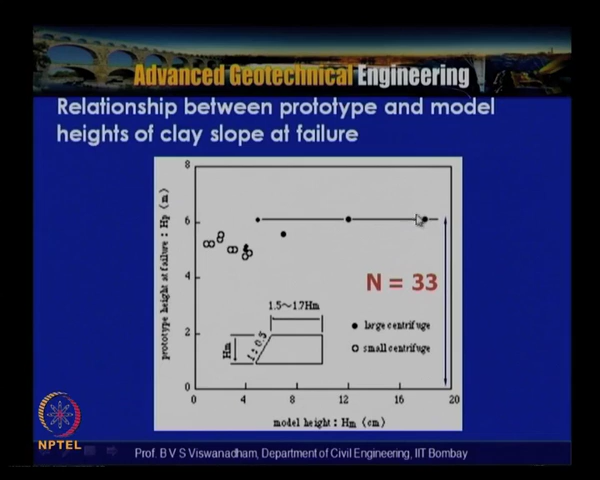 Advanced Geotechnical Engineering
Relationship between prototype and model
heights of clay slope at failure
prototype height at failure : Hp (m)
8
6
4
2
0
N = 33
1.5~1.7Hm
Hm
1:0.5
large centrifuge
small centrifuge
0 4 8 12 16 20
model height : Hm (cm)
NPTEL
Prof. B V S Viswanadham, Department of Civil Engineering, IIT Bombay